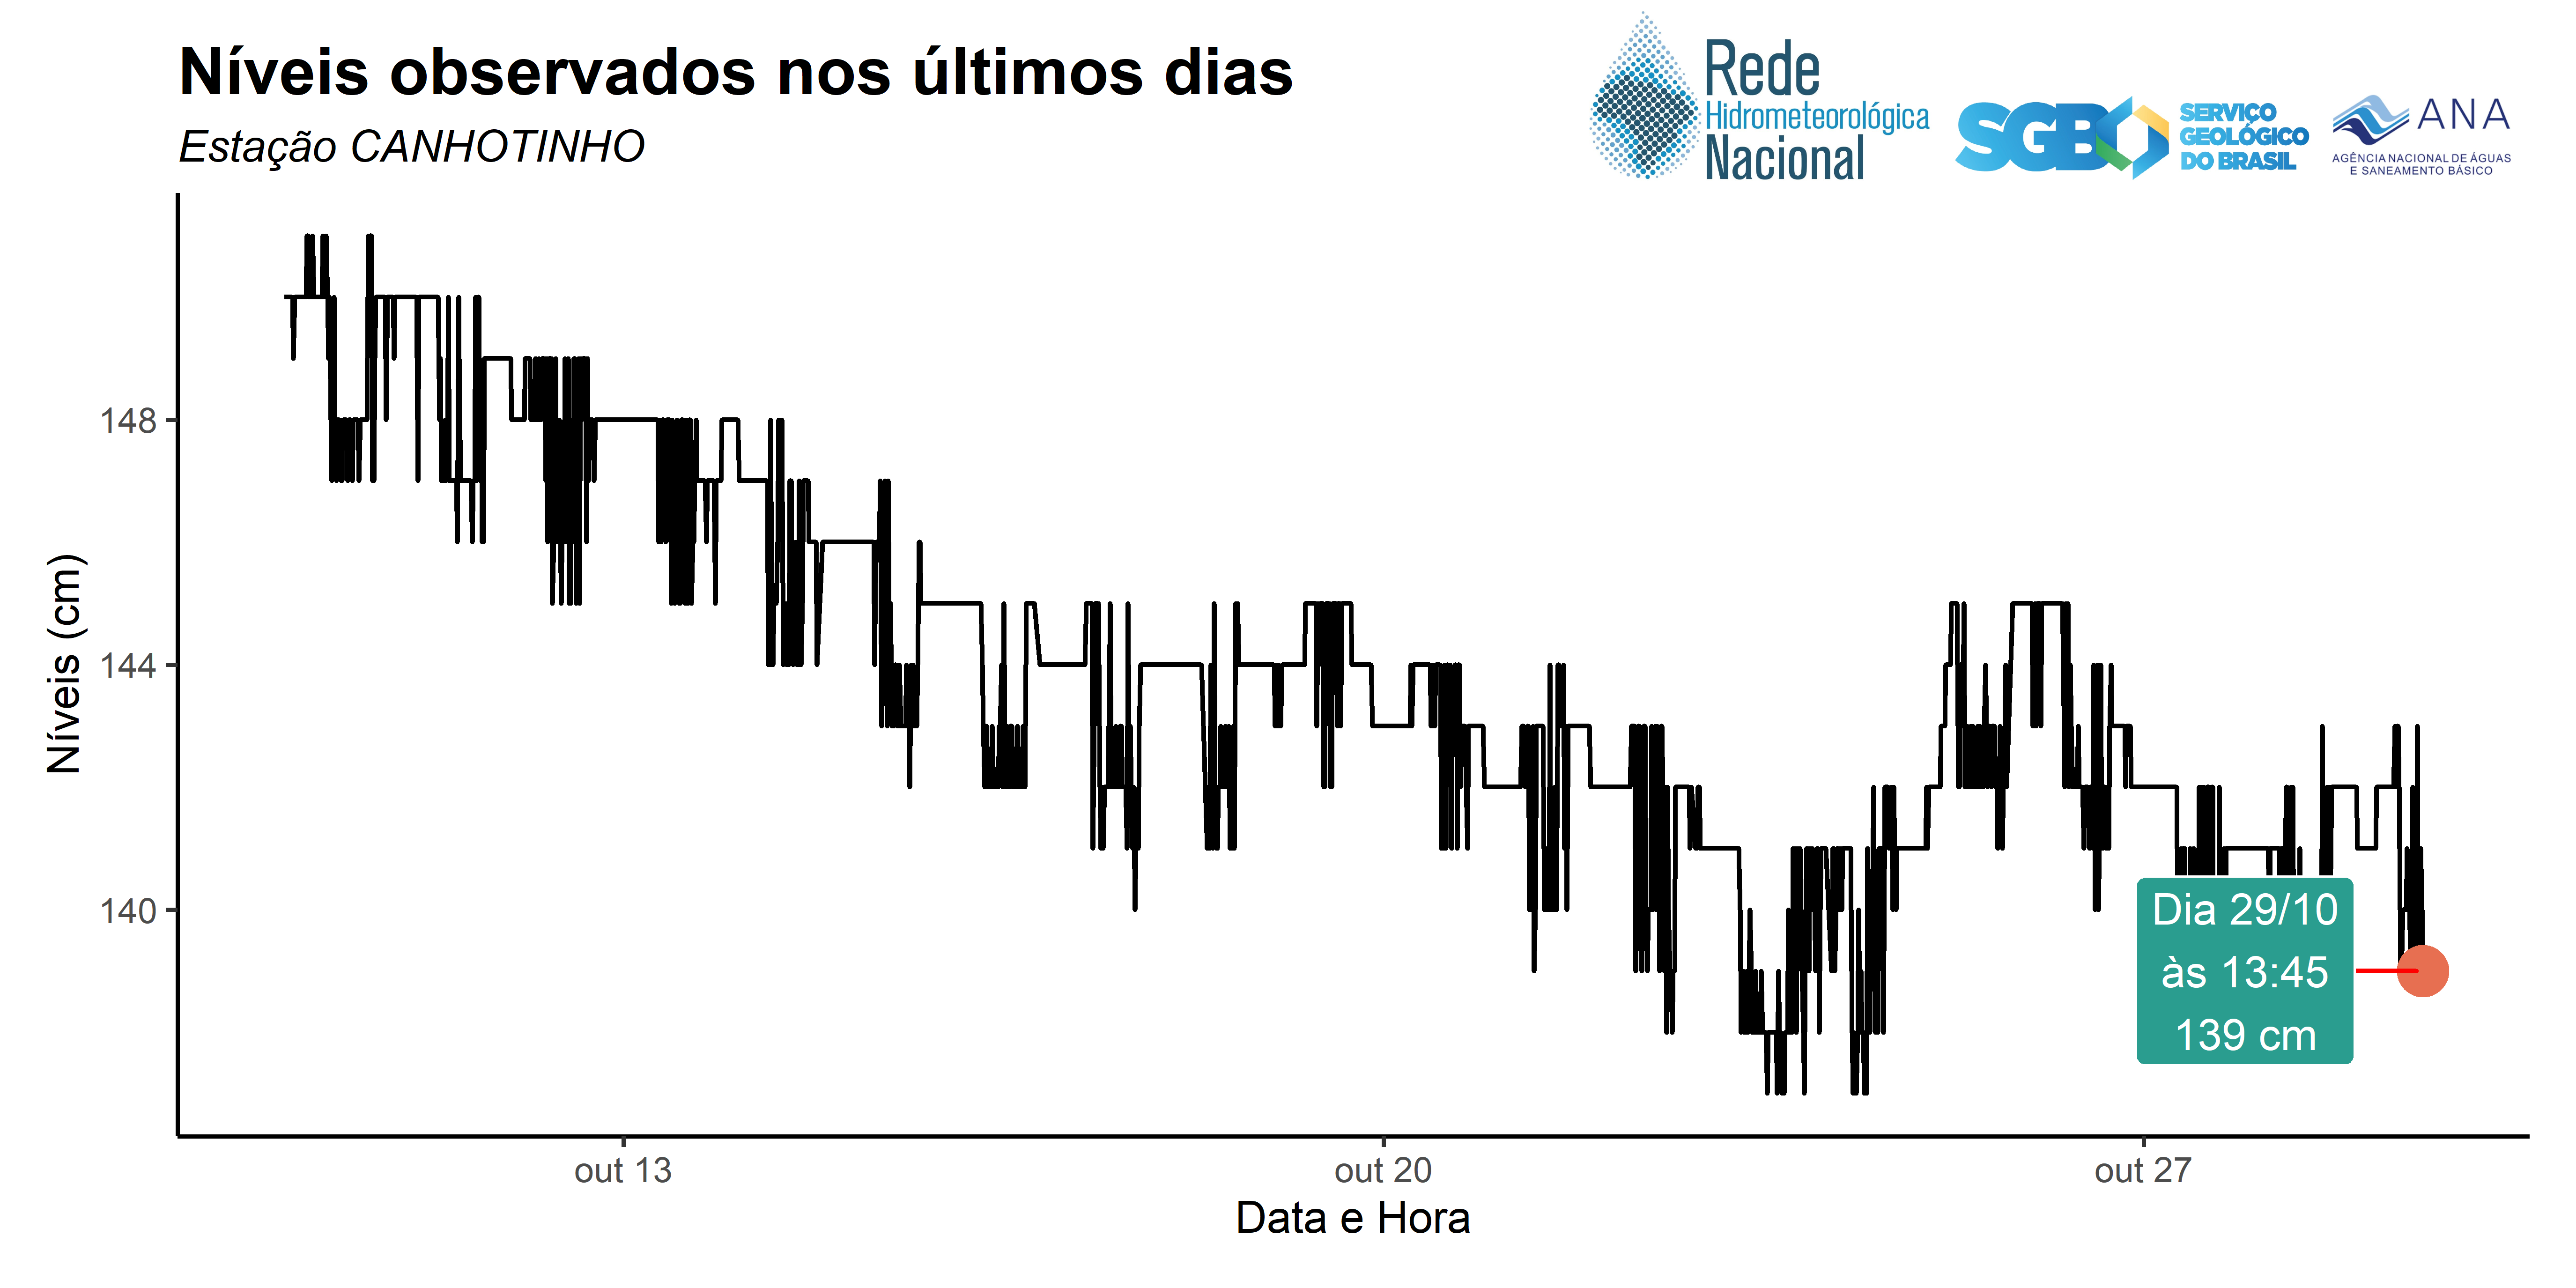 Níveis observados nos últimos dias
Estação CANHOTINHO
Rede
Hidrometeorológica
Nacional
SGB
SERVIÇO
GEOLÓGICO
DO BRASIL
ANA
AGÊNCIA NACIONAL DE ÁGUAS
E SANEAMENTO BÁSICO
Níveis (cm)
148
144
140
Dia 29/10
às 13:45
139 cm
out 13
out 20
out 27
Data e Hora